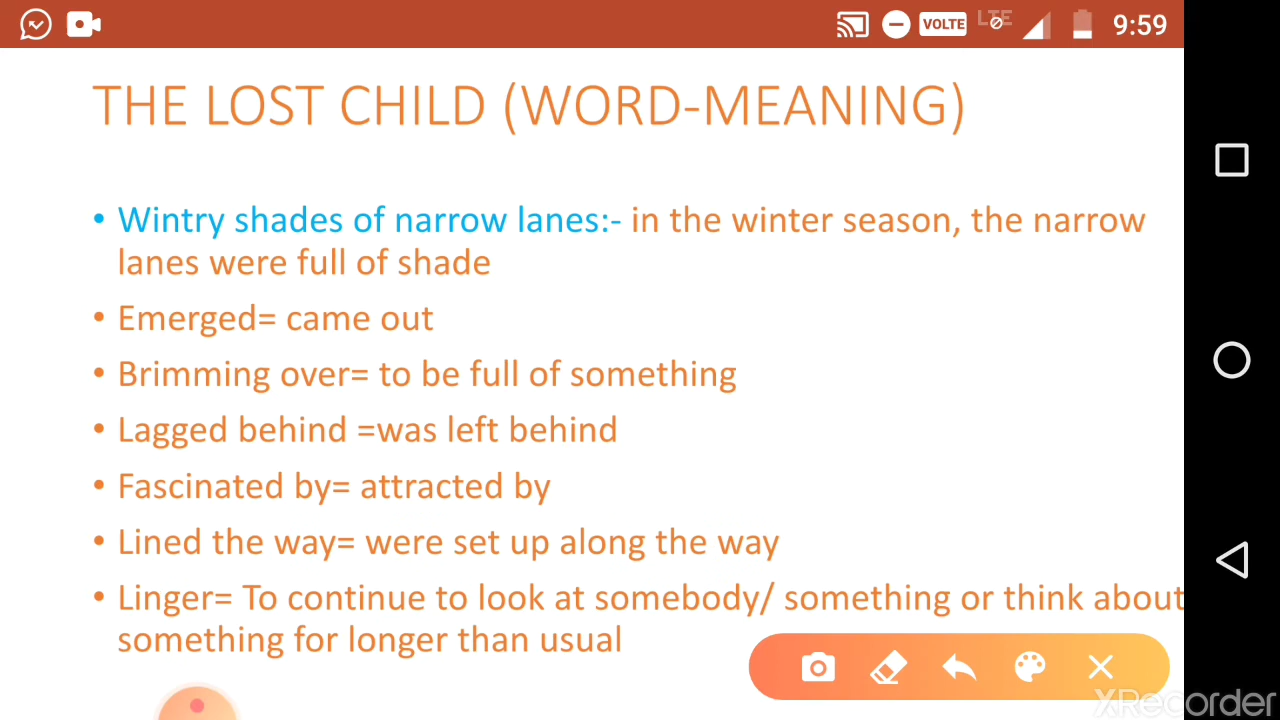 VOLTE LTE 9:59
THE LOST CHILD (WORD-MEANING)
• Wintry shades of narrow lanes:- in the winter season, the narrow
lanes were full of shade
• Emerged= came out
• Brimming over= to be full of something
• Lagged behind =was left behind
• Fascinated by= attracted by
• Lined the way= were set up along the way
• Linger= To continue to look at somebody/ something or think about
something for longer than usual
XRecorder